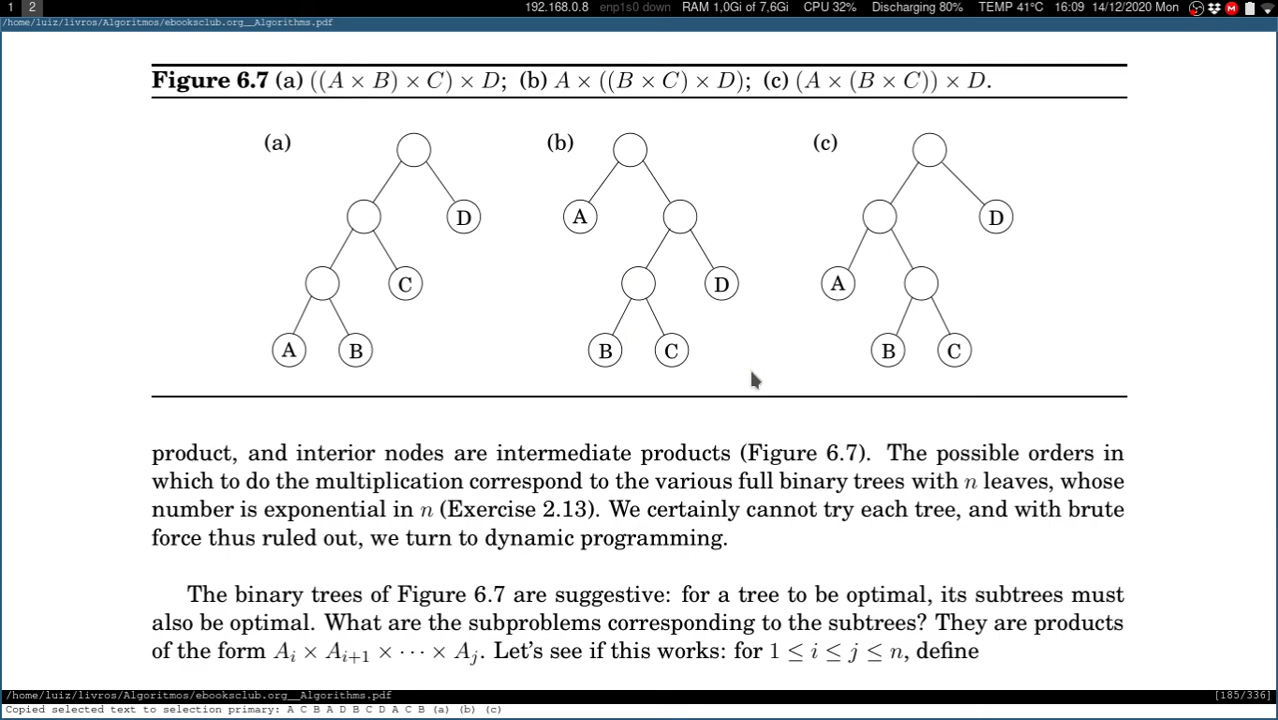 1 2 192.168.0.8 enp1s0 down RAM 1,0Gi of 7,6Gi CPU 32% Discharging 80% TEMP 41°C 16:09 14/12/2020 Mon
/home/luiz/livros/Algoritmos/ebooksclub.org__Algorithms.pdf
Figure 6.7 (a) ((A × B) × C) × D; (b) A × ((B × C) × D); (c) (A × (B × C)) × D.
(a) (b) (c)
D A D
C D A
A B B C B C
product, and interior nodes are intermediate products (Figure 6.7). The possible orders in
which to do the multiplication correspond to the various full binary trees with n leaves, whose
number is exponential in n (Exercise 2.13). We certainly cannot try each tree, and with brute
force thus ruled out, we turn to dynamic programming.
The binary trees of Figure 6.7 are suggestive: for a tree to be optimal, its subtrees must
also be optimal. What are the subproblems corresponding to the subtrees? They are products
of the form Aᵢ × Aᵢ₊₁ × ··· × Aⱼ. Let's see if this works: for 1 ≤ i ≤ j ≤ n, define
/home/luiz/livros/Algoritmos/ebooksclub.org__Algorithms.pdf [185/336]
Copied selected text to selection primary: A C B A D B C D A C B (a) (b) (c)